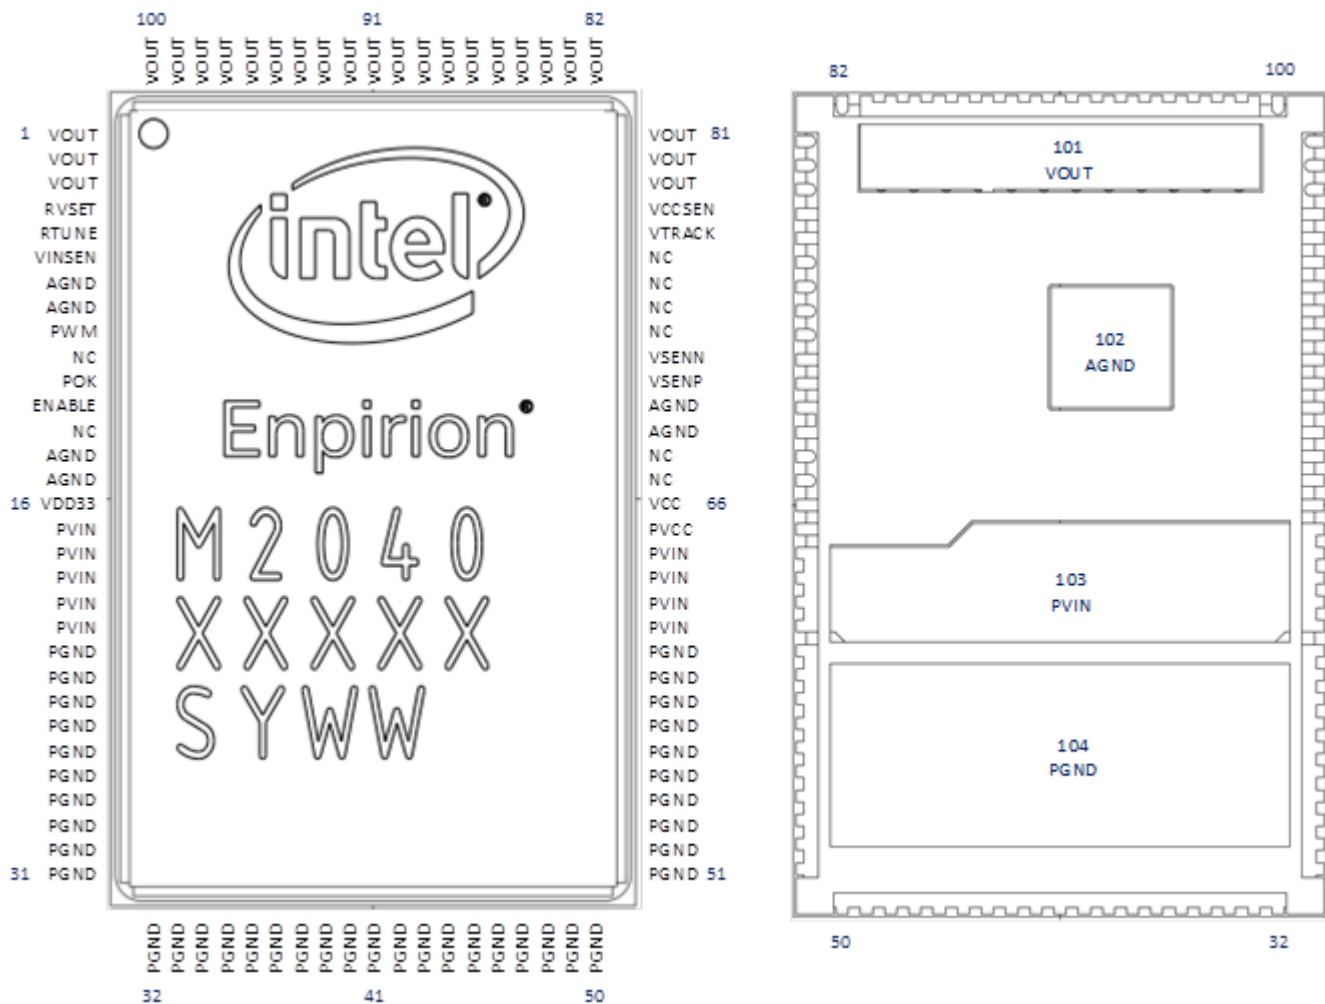 100 91 82
VOUT VOUT VOUT VOUT VOUT VOUT VOUT VOUT VOUT VOUT VOUT VOUT VOUT VOUT VOUT VOUT VOUT VOUT VOUT
1 VOUT
VOUT
VOUT
RVSET
RTUNE
VINSEN
AGND
AGND
PWM
NC
POK
ENABLE
NC
AGND
AGND
16 VDD33
PVIN
PVIN
PVIN
PVIN
PVIN
PGND
PGND
PGND
PGND
PGND
PGND
PGND
PGND
PGND
31 PGND
intel
Enpirion
M2040
XXXXX
SYWW
VOUT 81
VOUT
VOUT
VCCSEN
VTRACK
NC
NC
NC
NC
VSENN
VSENP
AGND
AGND
NC
NC
VCC 66
PVCC
PVIN
PVIN
PVIN
PVIN
PGND
PGND
PGND
PGND
PGND
PGND
PGND
PGND
PGND
PGND 51
PGND PGND PGND PGND PGND PGND PGND PGND PGND PGND PGND PGND PGND PGND PGND PGND PGND PGND PGND
32 41 50
82 100
101
VOUT
102
AGND
103
PVIN
104
PGND
50 32